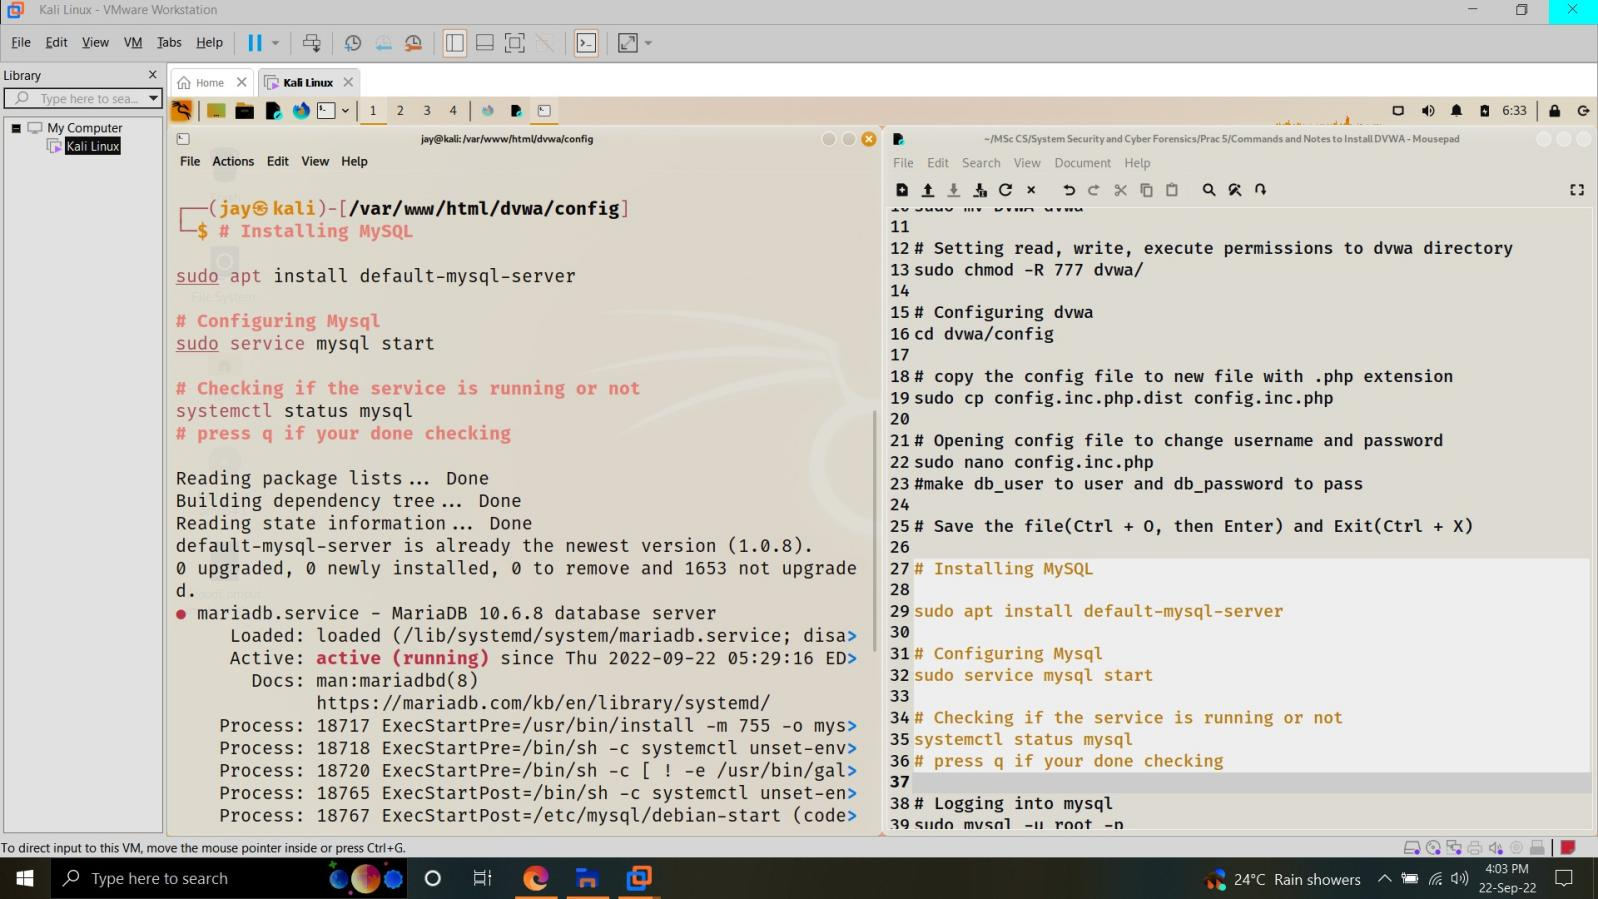 Kali Linux - VMware Workstation
File Edit View VM Tabs Help
Library
Type here to sea...
Home
Kali Linux
My Computer
Kali Linux
1 2 3 4
6:33
jay@kali: /var/www/html/dvwa/config
File Actions Edit View Help
(jay㉿kali)-[/var/www/html/dvwa/config]
$ # Installing MySQL
sudo apt install default-mysql-server
# Configuring Mysql
sudo service mysql start
# Checking if the service is running or not
systemctl status mysql
# press q if your done checking
Reading package lists... Done
Building dependency tree... Done
Reading state information... Done
default-mysql-server is already the newest version (1.0.8).
0 upgraded, 0 newly installed, 0 to remove and 1653 not upgrade
d.
● mariadb.service - MariaDB 10.6.8 database server
Loaded: loaded (/lib/systemd/system/mariadb.service; disa>
Active: active (running) since Thu 2022-09-22 05:29:16 ED>
Docs: man:mariadbd(8)
https://mariadb.com/kb/en/library/systemd/
Process: 18717 ExecStartPre=/usr/bin/install -m 755 -o mys>
Process: 18718 ExecStartPre=/bin/sh -c systemctl unset-env>
Process: 18720 ExecStartPre=/bin/sh -c [ ! -e /usr/bin/gal>
Process: 18765 ExecStartPost=/bin/sh -c systemctl unset-en>
Process: 18767 ExecStartPost=/etc/mysql/debian-start (code>
~/MSc CS/System Security and Cyber Forensics/Prac 5/Commands and Notes to Install DVWA - Mousepad
File Edit Search View Document Help
10 sudo mv DVWA dvwa
11
12 # Setting read, write, execute permissions to dvwa directory
13 sudo chmod -R 777 dvwa/
14
15 # Configuring dvwa
16 cd dvwa/config
17
18 # copy the config file to new file with .php extension
19 sudo cp config.inc.php.dist config.inc.php
20
21 # Opening config file to change username and password
22 sudo nano config.inc.php
23 #make db_user to user and db_password to pass
24
25 # Save the file(Ctrl + O, then Enter) and Exit(Ctrl + X)
26
27 # Installing MySQL
28
29 sudo apt install default-mysql-server
30
31 # Configuring Mysql
32 sudo service mysql start
33
34 # Checking if the service is running or not
35 systemctl status mysql
36 # press q if your done checking
37
38 # Logging into mysql
39 sudo mysql -u root -p
To direct input to this VM, move the mouse pointer inside or press Ctrl+G.
Type here to search
24°C Rain showers
4:03 PM
22-Sep-22